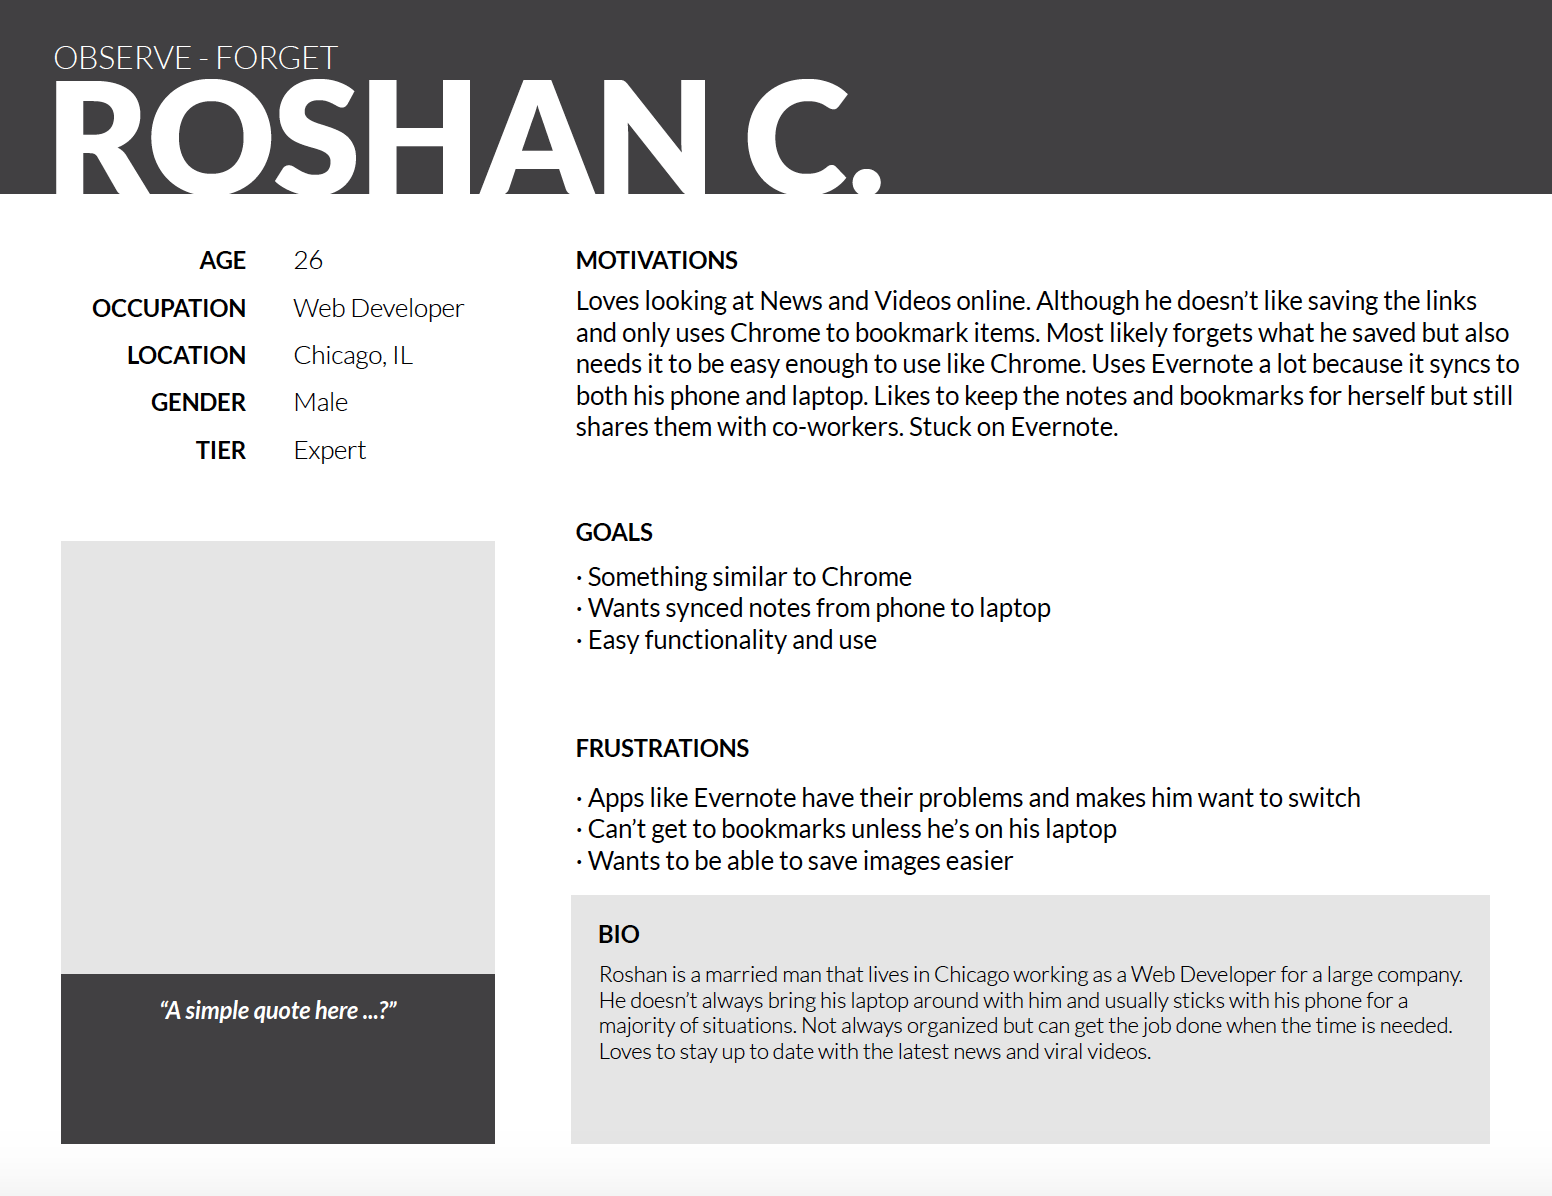 OBSERVE - FORGET
ROSHAN C.
AGE 26
OCCUPATION Web Developer
LOCATION Chicago, IL
GENDER Male
TIER Expert
“A simple quote here ...?”
MOTIVATIONS
Loves looking at News and Videos online. Although he doesn’t like saving the links
and only uses Chrome to bookmark items. Most likely forgets what he saved but also
needs it to be easy enough to use like Chrome. Uses Evernote a lot because it syncs to
both his phone and laptop. Likes to keep the notes and bookmarks for herself but still
shares them with co-workers. Stuck on Evernote.
GOALS
· Something similar to Chrome
· Wants synced notes from phone to laptop
· Easy functionality and use
FRUSTRATIONS
· Apps like Evernote have their problems and makes him want to switch
· Can’t get to bookmarks unless he’s on his laptop
· Wants to be able to save images easier
BIO
Roshan is a married man that lives in Chicago working as a Web Developer for a large company.
He doesn’t always bring his laptop around with him and usually sticks with his phone for a
majority of situations. Not always organized but can get the job done when the time is needed.
Loves to stay up to date with the latest news and viral videos.